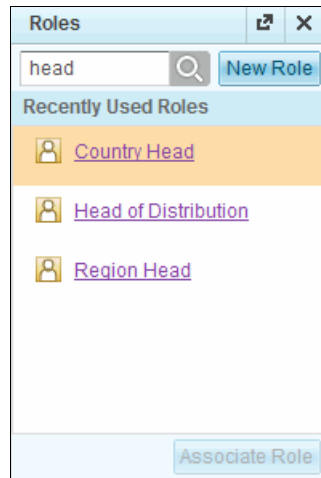 Roles
head
New Role
Recently Used Roles
Country Head
Head of Distribution
Region Head
Associate Role